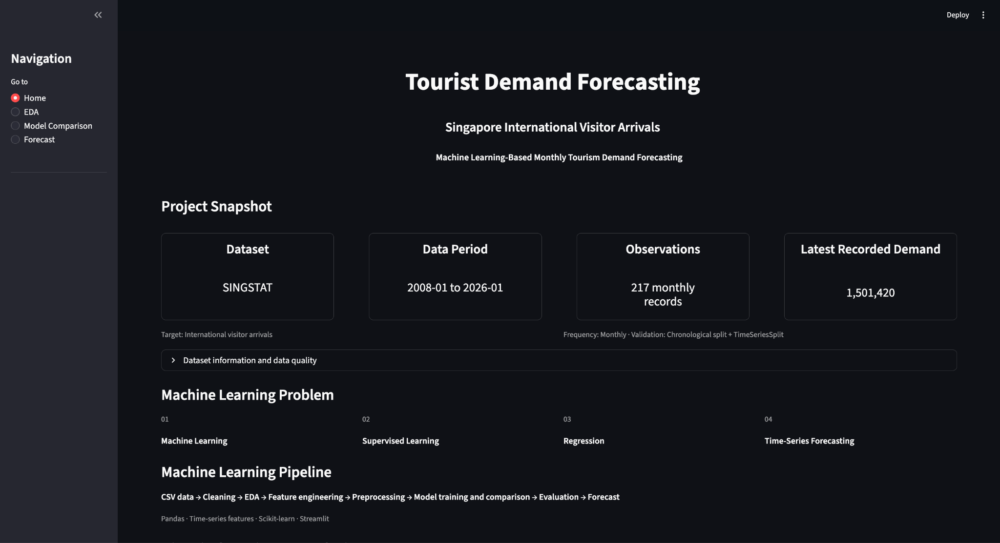 Deploy
Navigation
Go to
Home
EDA
Model Comparison
Forecast
Tourist Demand Forecasting
Singapore International Visitor Arrivals
Machine Learning-Based Monthly Tourism Demand Forecasting
Project Snapshot
Dataset
SINGSTAT
Data Period
2008-01 to 2026-01
Observations
217 monthly
records
Latest Recorded Demand
1,501,420
Target: International visitor arrivals
Frequency: Monthly · Validation: Chronological split + TimeSeriesSplit
Dataset information and data quality
Machine Learning Problem
01
Machine Learning
02
Supervised Learning
03
Regression
04
Time-Series Forecasting
Machine Learning Pipeline
CSV data → Cleaning → EDA → Feature engineering → Preprocessing → Model training and comparison → Evaluation → Forecast
Pandas · Time-series features · Scikit-learn · Streamlit